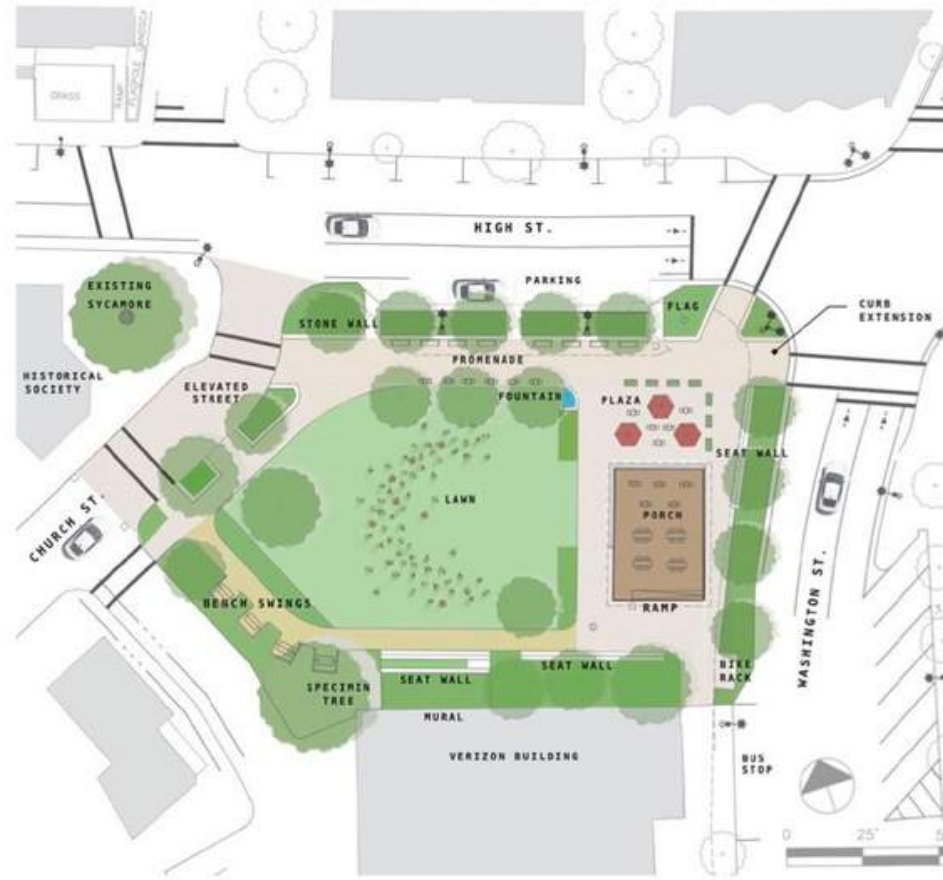 GRASS
RAMP
FLAGPOLE
HIGH ST.
EXISTING
SYCAMORE
PARKING
FLAG
CURB
EXTENSION
STONE WALL
PROMENADE
HISTORICAL
SOCIETY
ELEVATED
STREET
FOUNTAIN
PLAZA
SEAT WALL
LAWN
PORCH
CHURCH ST.
BENCH SWINGS
RAMP
WASHINGTON ST.
SPECIMIN
TREE
SEAT WALL
SEAT WALL
BIKE
RACK
MURAL
VERIZON BUILDING
BUS
STOP
0 25'